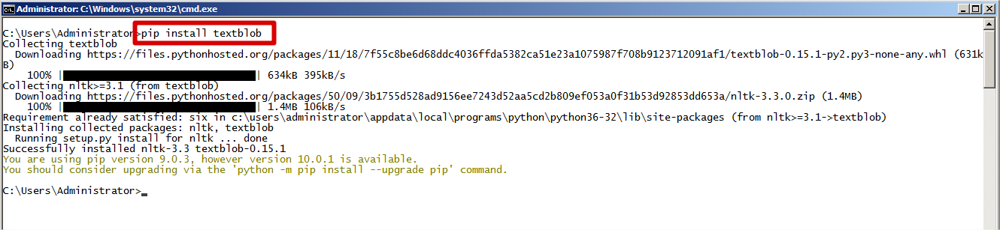 Administrator: C:\Windows\system32\cmd.exe
C:\Users\Administrator>pip install textblob
Collecting textblob
  Downloading https://files.pythonhosted.org/packages/11/18/7f55c8be6d68ddc4036ffda5382ca51e23a1075987f708b9123712091af1/textblob-0.15.1-py2.py3-none-any.whl (631k
B)
    100% |████████████████████████████████| 634kB 395kB/s
Collecting nltk>=3.1 (from textblob)
  Downloading https://files.pythonhosted.org/packages/50/09/3b1755d528ad9156ee7243d52aa5cd2b809ef053a0f31b53d92853dd653a/nltk-3.3.0.zip (1.4MB)
    100% |████████████████████████████████| 1.4MB 106kB/s
Requirement already satisfied: six in c:\users\administrator\appdata\local\programs\python\python36-32\lib\site-packages (from nltk>=3.1->textblob)
Installing collected packages: nltk, textblob
  Running setup.py install for nltk ... done
Successfully installed nltk-3.3 textblob-0.15.1
You are using pip version 9.0.3, however version 10.0.1 is available.
You should consider upgrading via the 'python -m pip install --upgrade pip' command.
C:\Users\Administrator>_